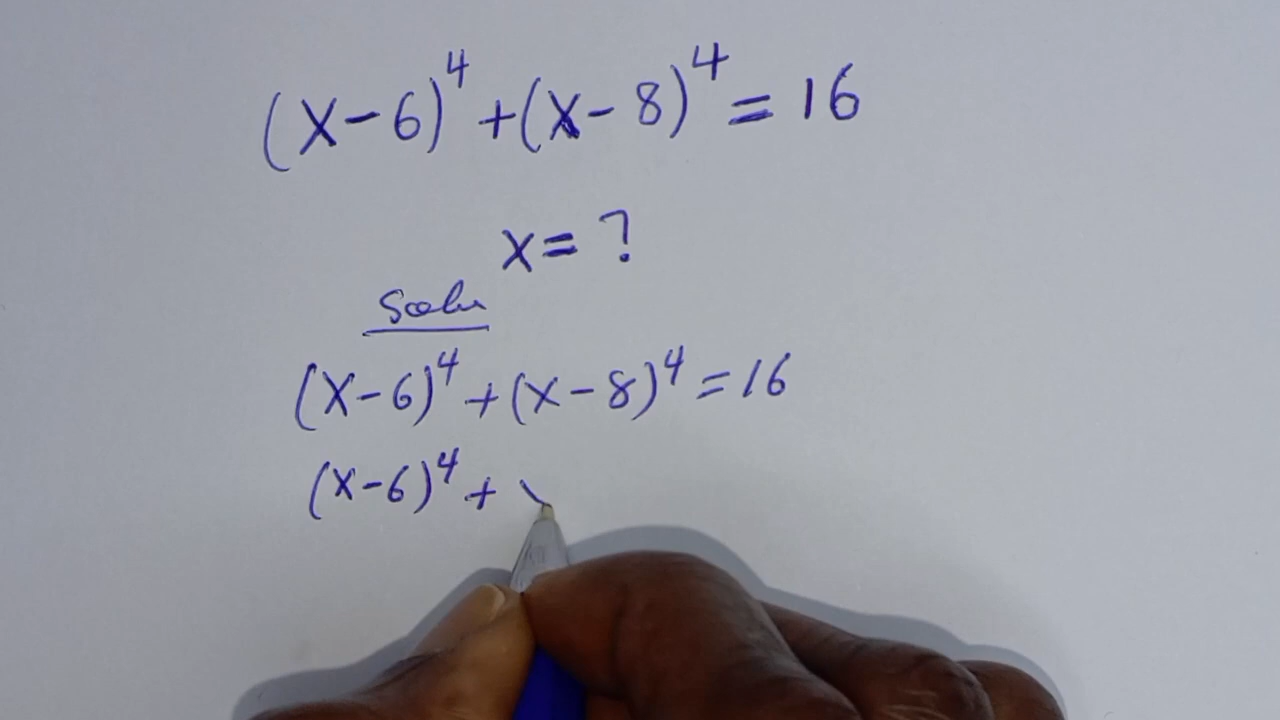 (x-6)⁴+(x-8)⁴=16
x=?
Soln
(x-6)⁴+(x-8)⁴=16
(x-6)⁴+